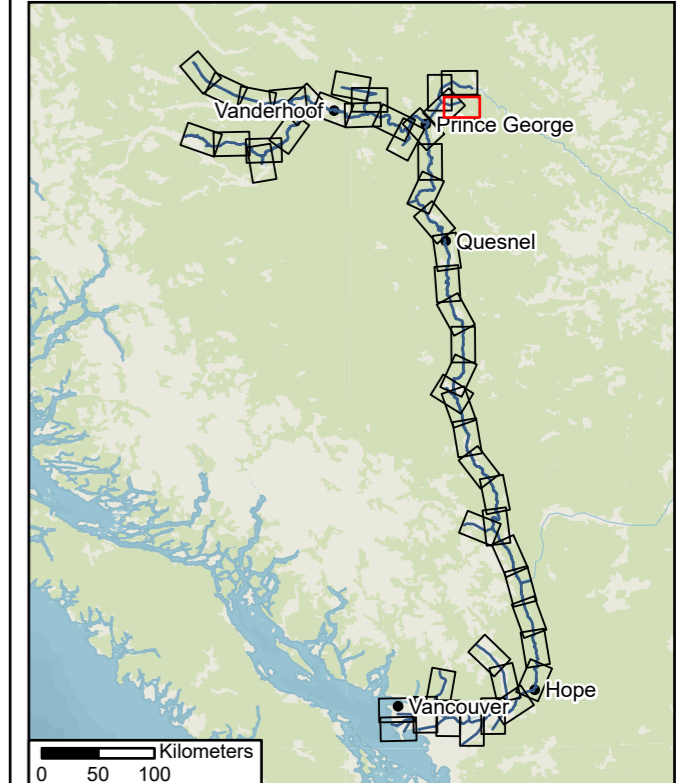 Vanderhoof
Prince George
Quesnel
Hope
Vancouver
Kilometers
0 50 100